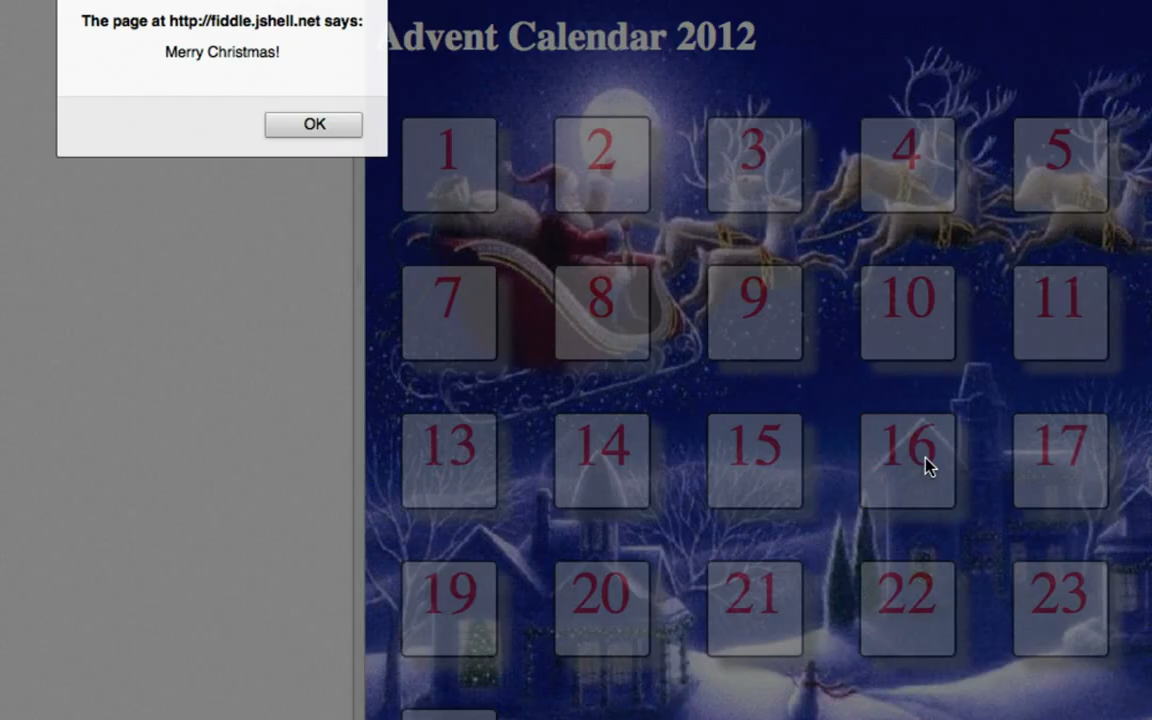 The page at http://fiddle.jshell.net says:
Merry Christmas!
OK
Advent Calendar 2012
1 2 3 4 5
7 8 9 10 11
13 14 15 16 17
19 20 21 22 23